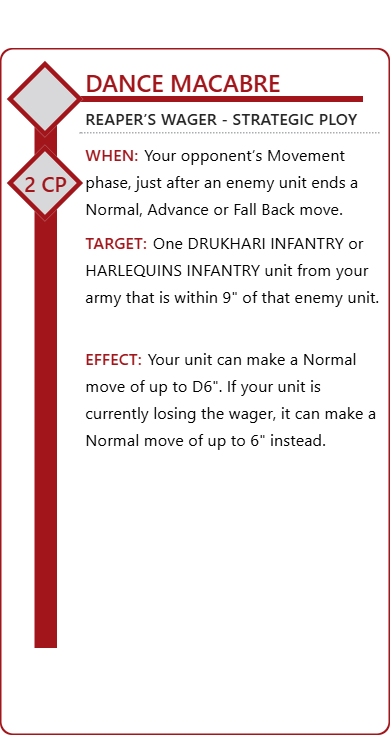 DANCE MACABRE
REAPER’S WAGER - STRATEGIC PLOY
2 CP
WHEN: Your opponent’s Movement
phase, just after an enemy unit ends a
Normal, Advance or Fall Back move.
TARGET: One DRUKHARI INFANTRY or
HARLEQUINS INFANTRY unit from your
army that is within 9" of that enemy unit.
EFFECT: Your unit can make a Normal
move of up to D6". If your unit is
currently losing the wager, it can make a
Normal move of up to 6" instead.